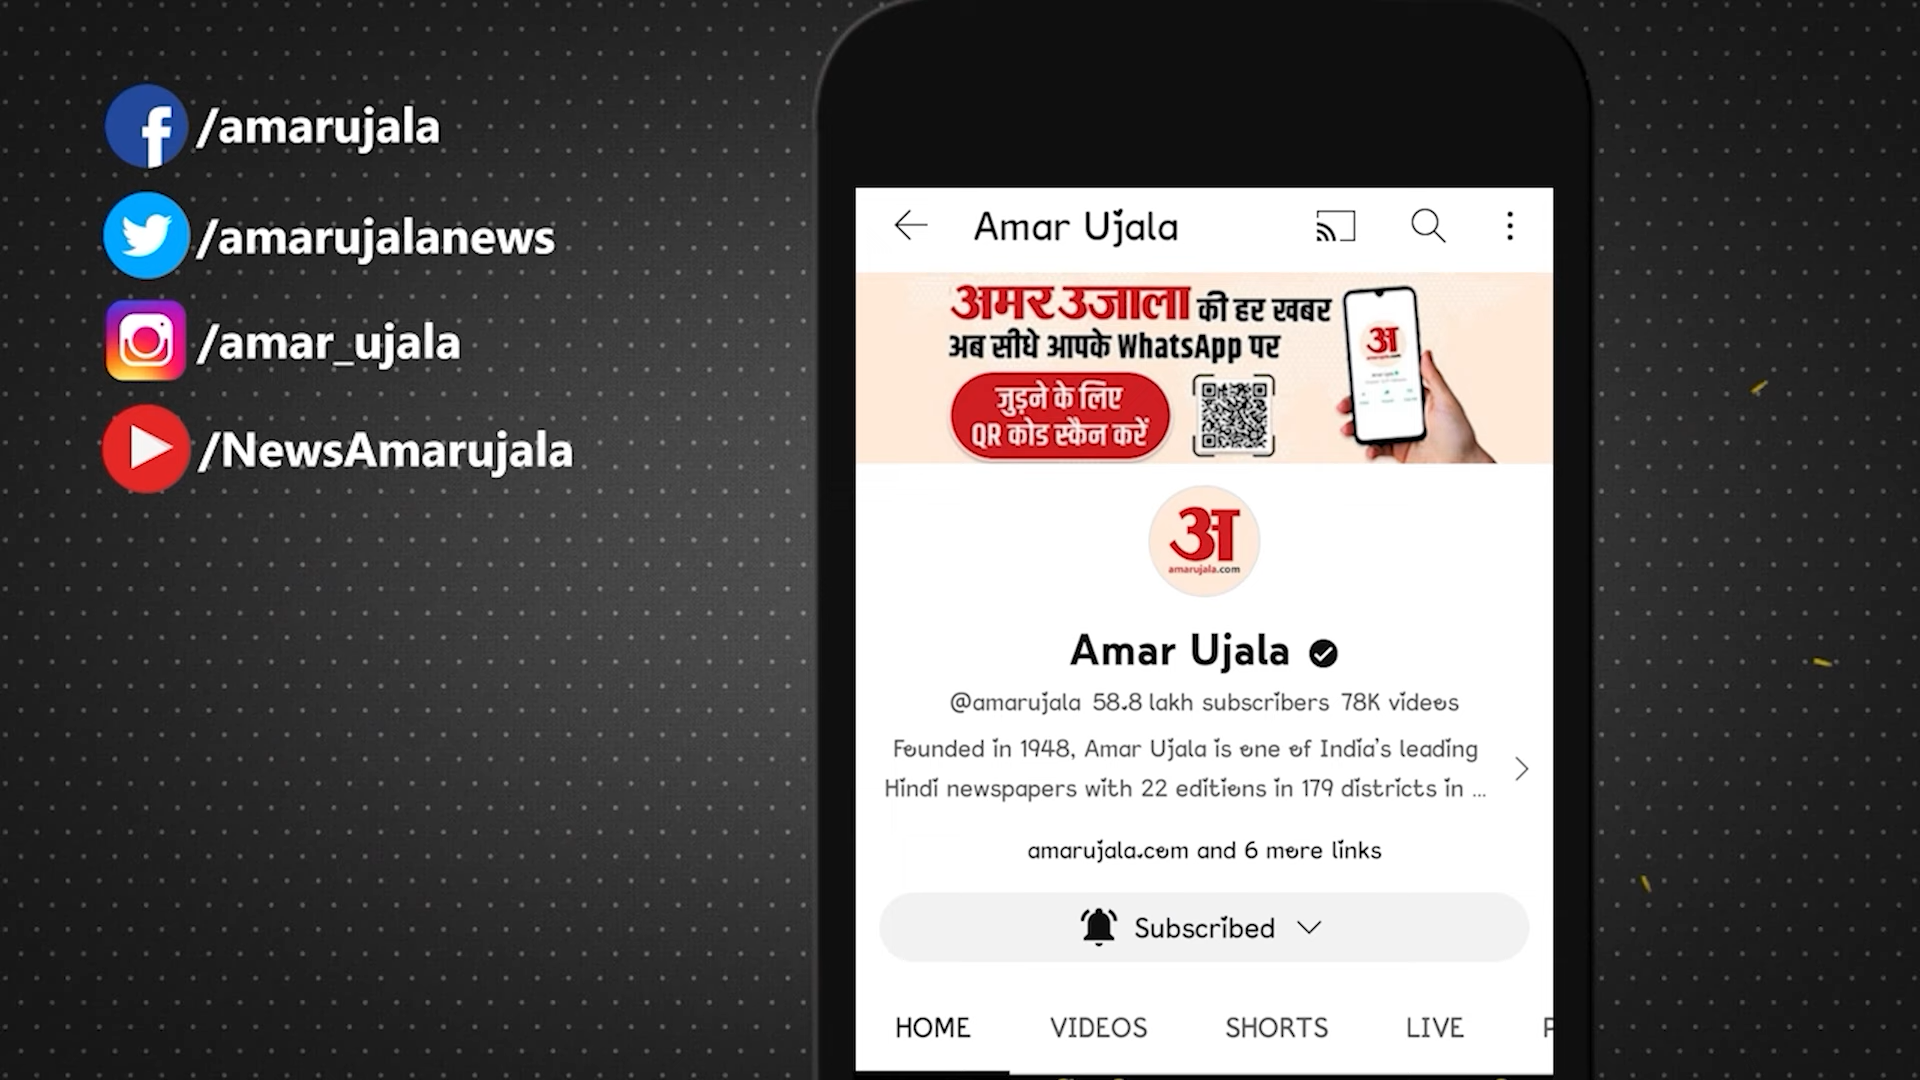 /amarujala
/amarujalanews
/amar_ujala
/NewsAmarujala
Amar Ujala
अमर उजाला की हर खबर
अब सीधे आपके WhatsApp पर
जुड़ने के लिए
QR कोड स्कैन करें
अ
अ
amarujala.com
Amar Ujala
@amarujala 58.8 lakh subscribers 78K videos
Founded in 1948, Amar Ujala is one of India's leading
Hindi newspapers with 22 editions in 179 districts in ...
amarujala.com and 6 more links
Subscribed
HOME VIDEOS SHORTS LIVE